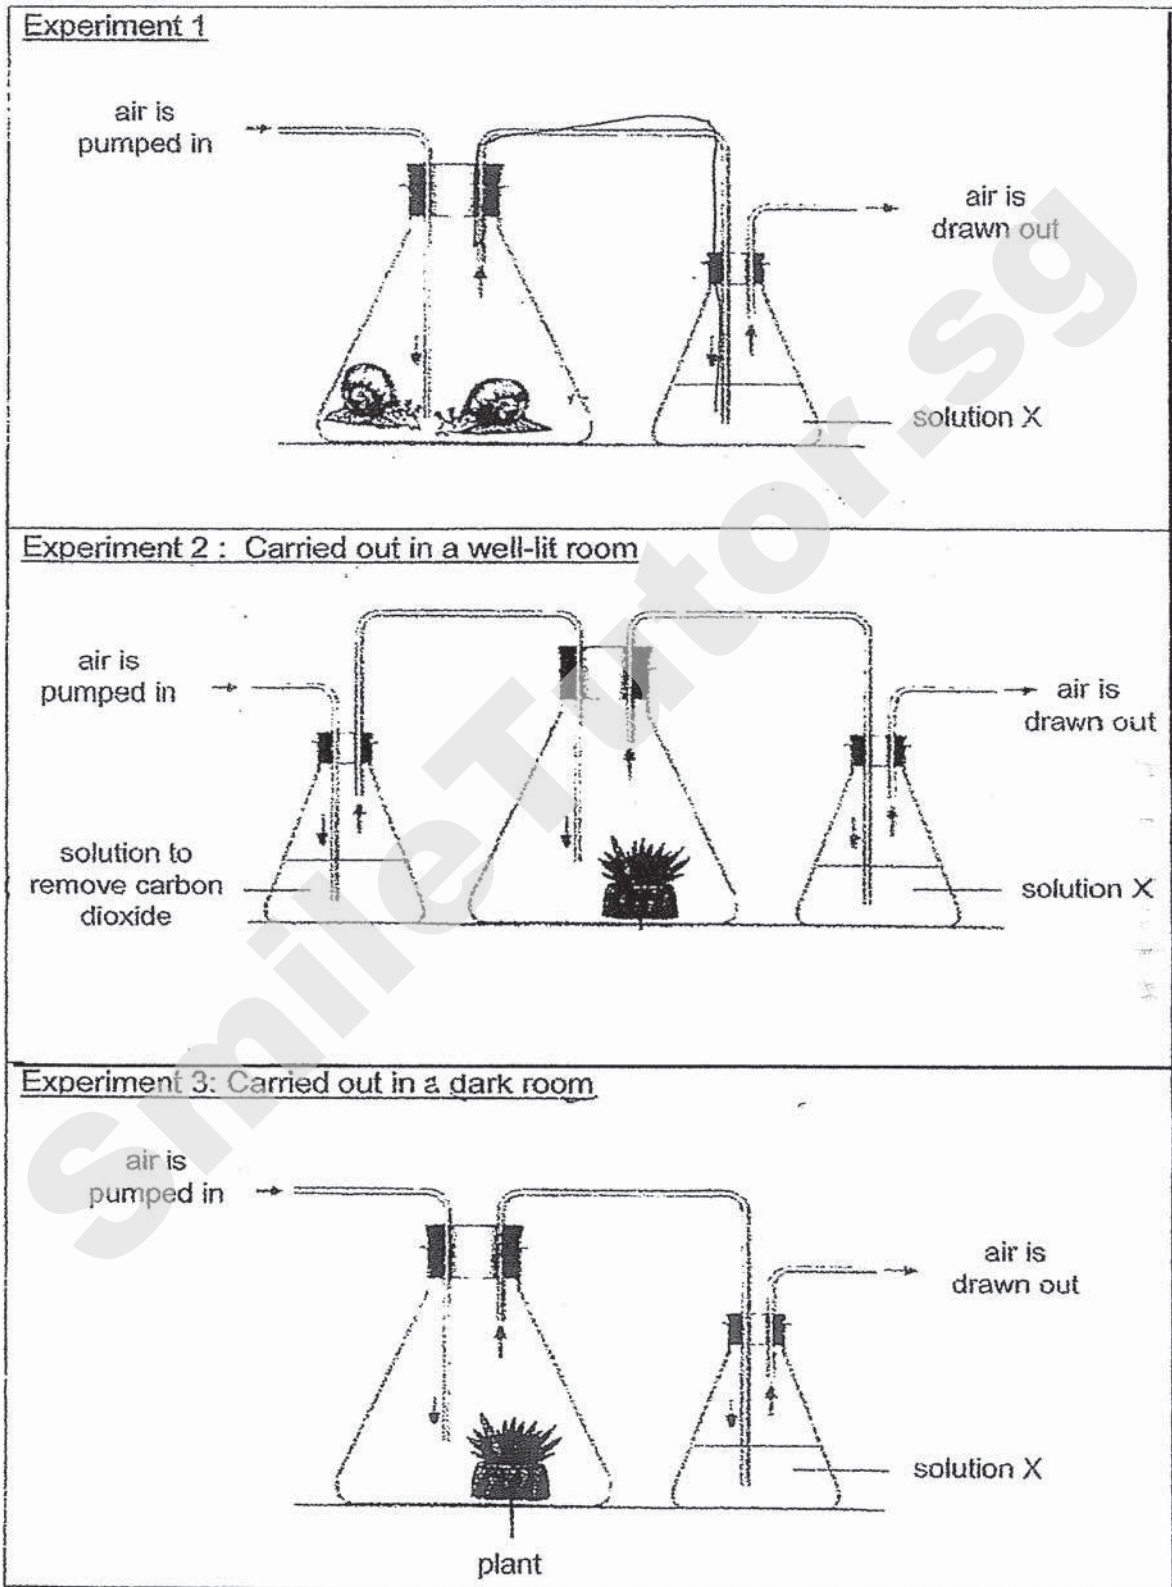 Experiment 1
air is
pumped in
air is
drawn out
solution X
Experiment 2 : Carried out in a well-lit room
air is
pumped in
air is
drawn out
solution to
remove carbon
dioxide
solution X
Experiment 3: Carried out in a dark room
air is
pumped in
air is
drawn out
solution X
plant
SmileTutor.sg